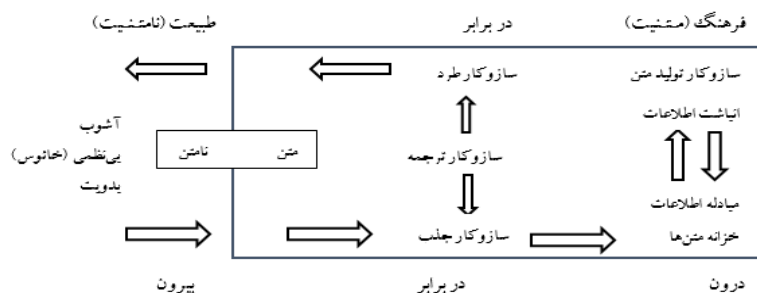 فرهنگ (متنیت) در برابر طبیعت (نامتنیت)
سازوکار تولید متن سازوکار طرد
انباشت اطلاعات آشوب
متن نامتن سازوکار ترجمه بی‌نظمی (خائوس)
بدویت
مبادله اطلاعات
خزانه متن‌ها سازوکار جذب
درون در برابر بیرون